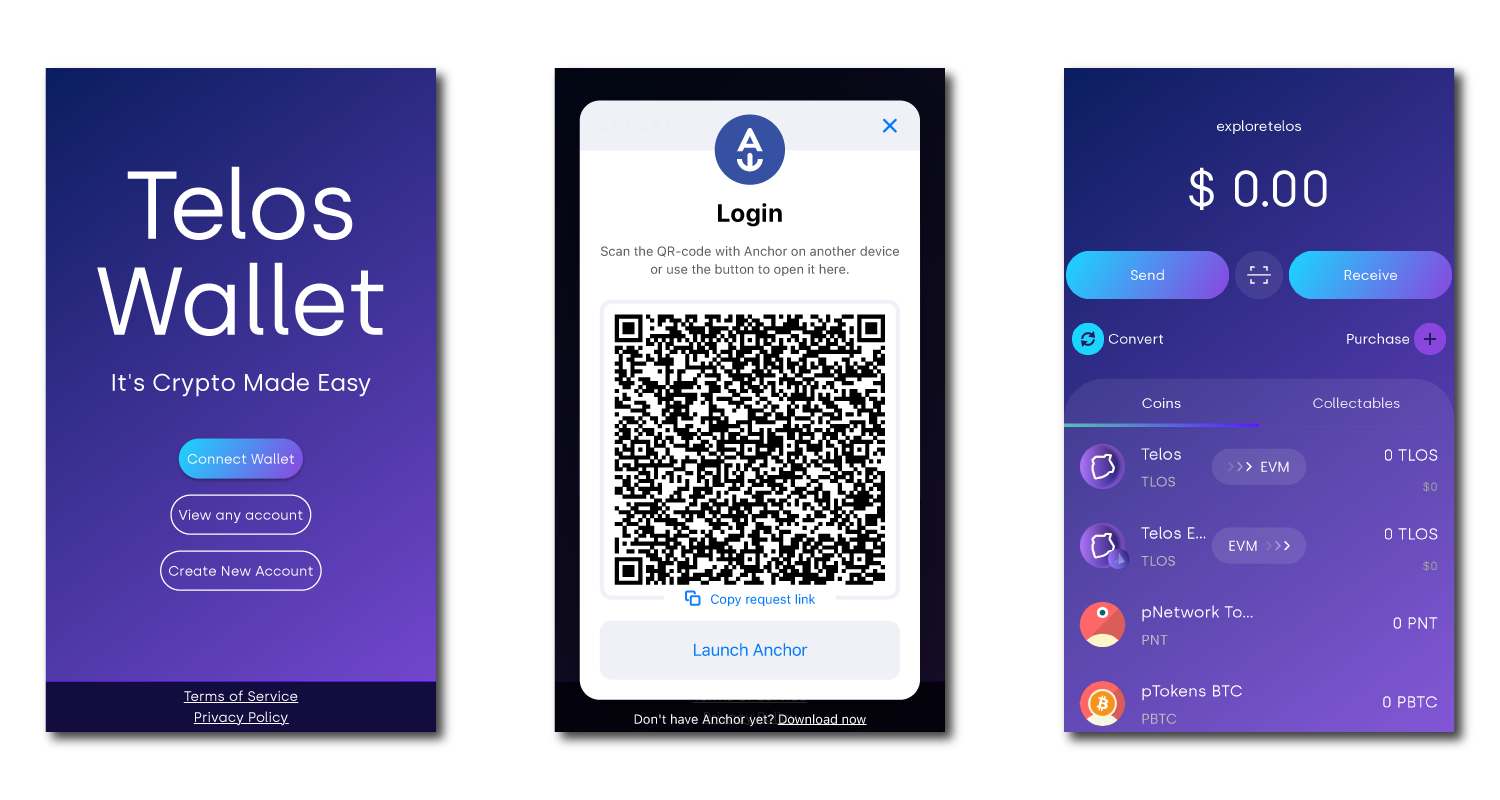 Telos
Wallet
It's Crypto Made Easy
Connect Wallet
View any account
Create New Account
Terms of Service
Privacy Policy
Login
Scan the QR-code with Anchor on another device
or use the button to open it here.
Copy request link
Launch Anchor
Don't have Anchor yet? Download now
exploretelos
$ 0.00
Send
Receive
Convert
Purchase
Coins
Collectables
Telos
EVM
0 TLOS
TLOS
$0
Telos E...
EVM
0 TLOS
TLOS
$0
pNetwork To...
0 PNT
PNT
pTokens BTC
0 PBTC
PBTC